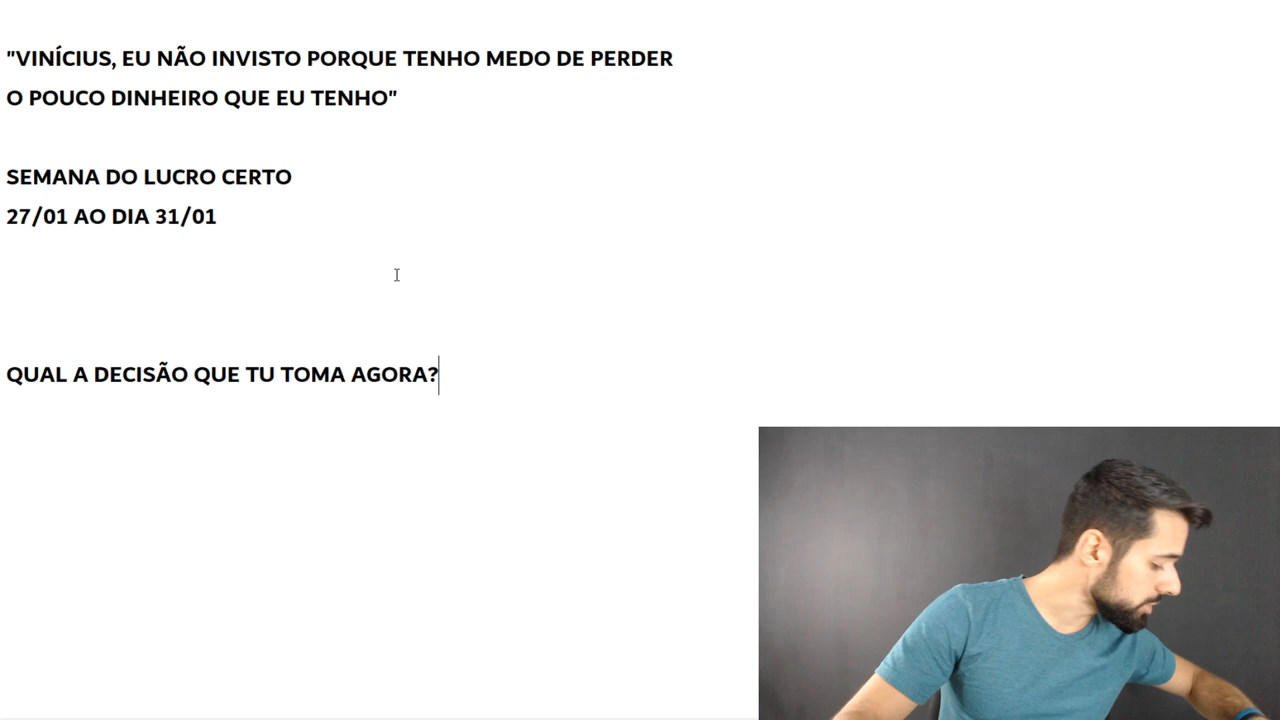 "VINÍCIUS, EU NÃO INVISTO PORQUE TENHO MEDO DE PERDER
O POUCO DINHEIRO QUE EU TENHO"
SEMANA DO LUCRO CERTO
27/01 AO DIA 31/01
QUAL A DECISÃO QUE TU TOMA AGORA?